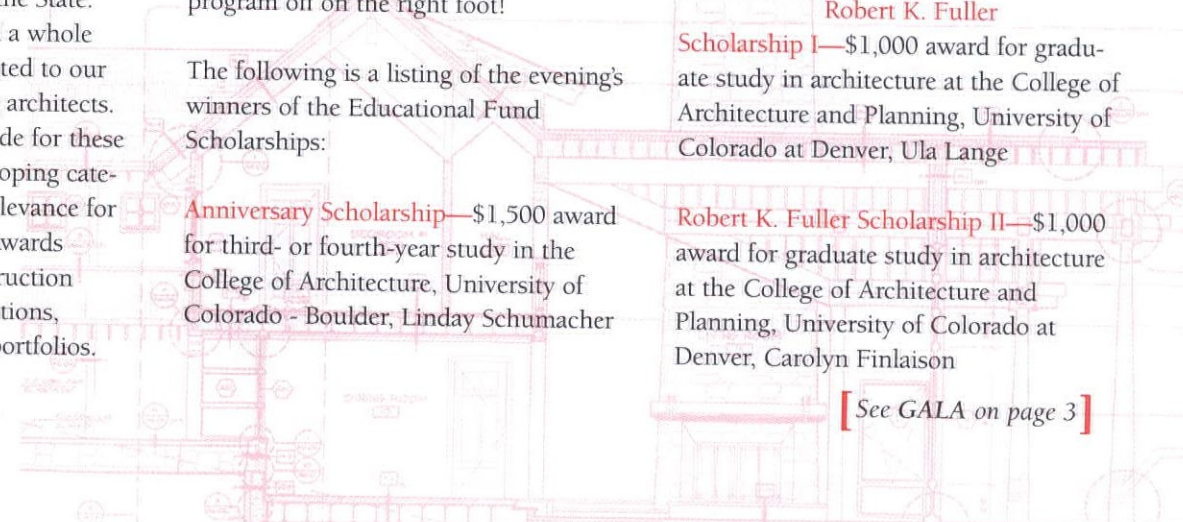 a whole
ted to our
architects.
de for these
oping cate-
levance for
wards
ruction
tions,
ortfolios.
program off on the right foot!
The following is a listing of the evening's
winners of the Educational Fund
Scholarships:
Anniversary Scholarship—$1,500 award
for third- or fourth-year study in the
College of Architecture, University of
Colorado - Boulder, Linday Schumacher
Robert K. Fuller
Scholarship I—$1,000 award for gradu-
ate study in architecture at the College of
Architecture and Planning, University of
Colorado at Denver, Ula Lange
Robert K. Fuller Scholarship II—$1,000
award for graduate study in architecture
at the College of Architecture and
Planning, University of Colorado at
Denver, Carolyn Finlaison
[See GALA on page 3]